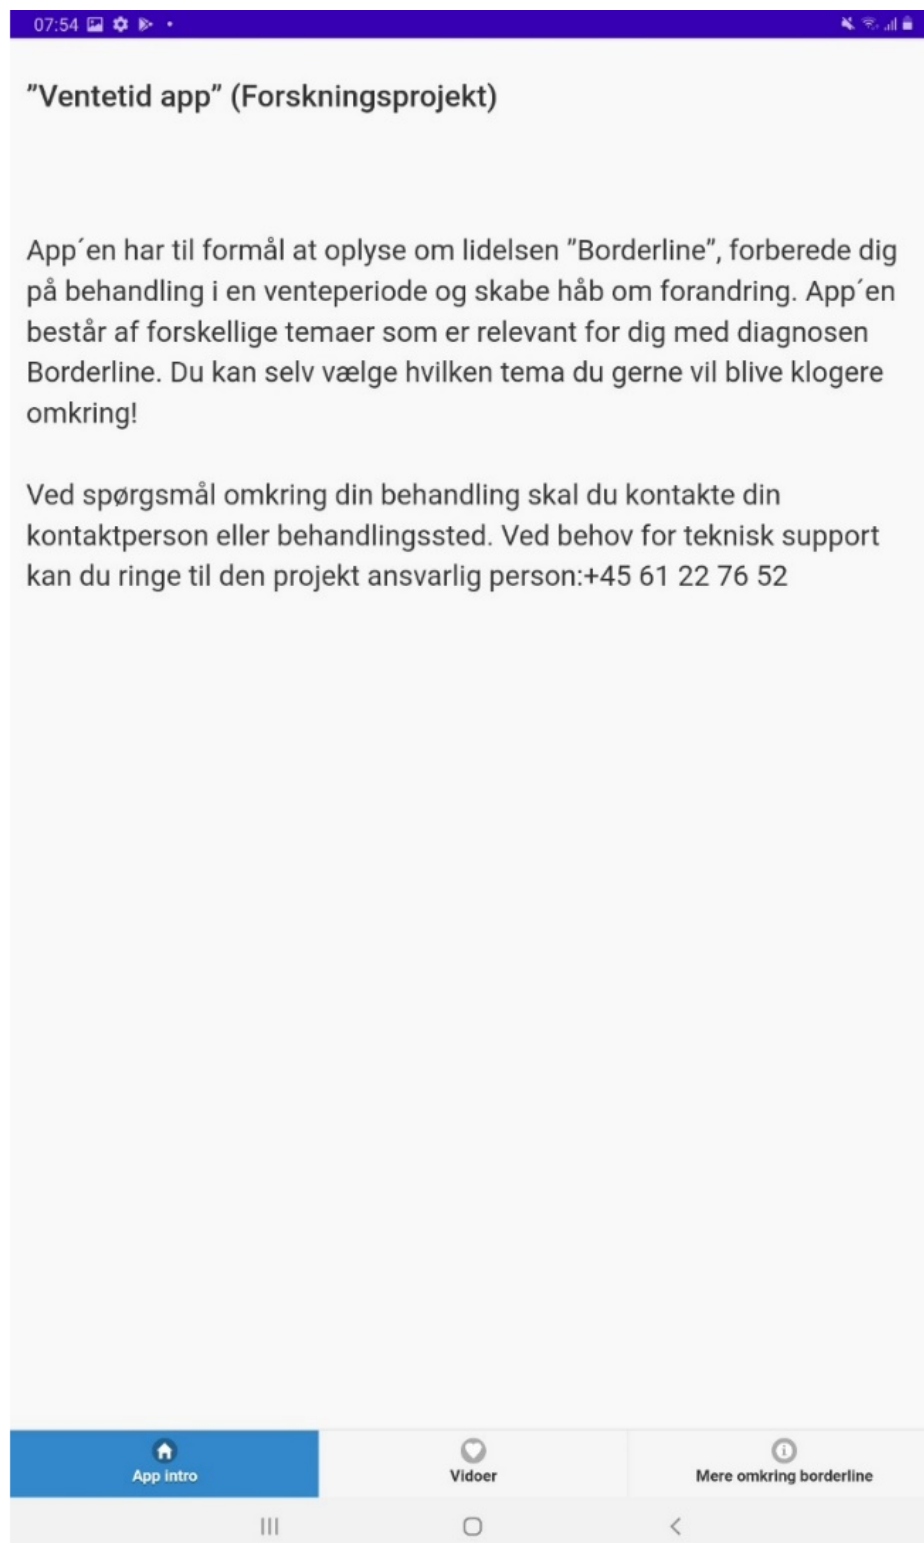 07:54
”Ventetid app” (Forskningsprojekt)
App´en har til formål at oplyse om lidelsen ”Borderline”, forberede dig
på behandling i en venteperiode og skabe håb om forandring. App´en
består af forskellige temaer som er relevant for dig med diagnosen
Borderline. Du kan selv vælge hvilken tema du gerne vil blive klogere
omkring!
Ved spørgsmål omkring din behandling skal du kontakte din
kontaktperson eller behandlingssted. Ved behov for teknisk support
kan du ringe til den projekt ansvarlig person:+45 61 22 76 52
App intro
Vidoer
Mere omkring borderline